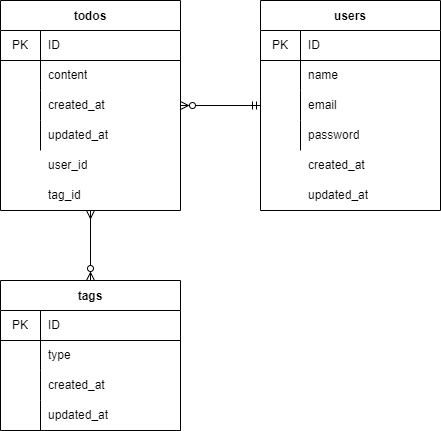 todos
PK ID
content
created_at
updated_at
user_id
tag_id
users
PK ID
name
email
password
created_at
updated_at
tags
PK ID
type
created_at
updated_at